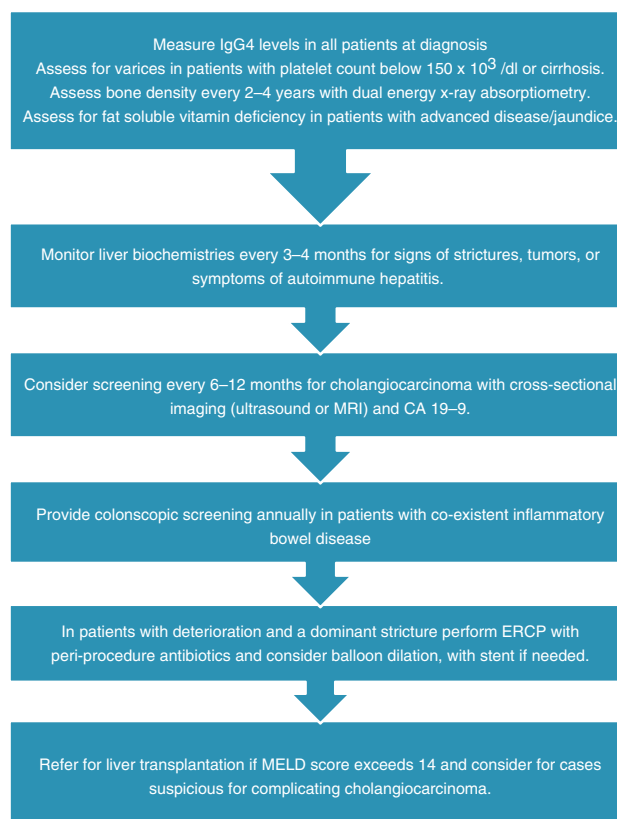 Measure IgG4 levels in all patients at diagnosis
Assess for varices in patients with platelet count below 150 x 10³ /dl or cirrhosis.
Assess bone density every 2–4 years with dual energy x-ray absorptiometry.
Assess for fat soluble vitamin deficiency in patients with advanced disease/jaundice.
Monitor liver biochemistries every 3–4 months for signs of strictures, tumors, or
symptoms of autoimmune hepatitis.
Consider screening every 6–12 months for cholangiocarcinoma with cross-sectional
imaging (ultrasound or MRI) and CA 19–9.
Provide colonscopic screening annually in patients with co-existent inflammatory
bowel disease
In patients with deterioration and a dominant stricture perform ERCP with
peri-procedure antibiotics and consider balloon dilation, with stent if needed.
Refer for liver transplantation if MELD score exceeds 14 and consider for cases
suspicious for complicating cholangiocarcinoma.